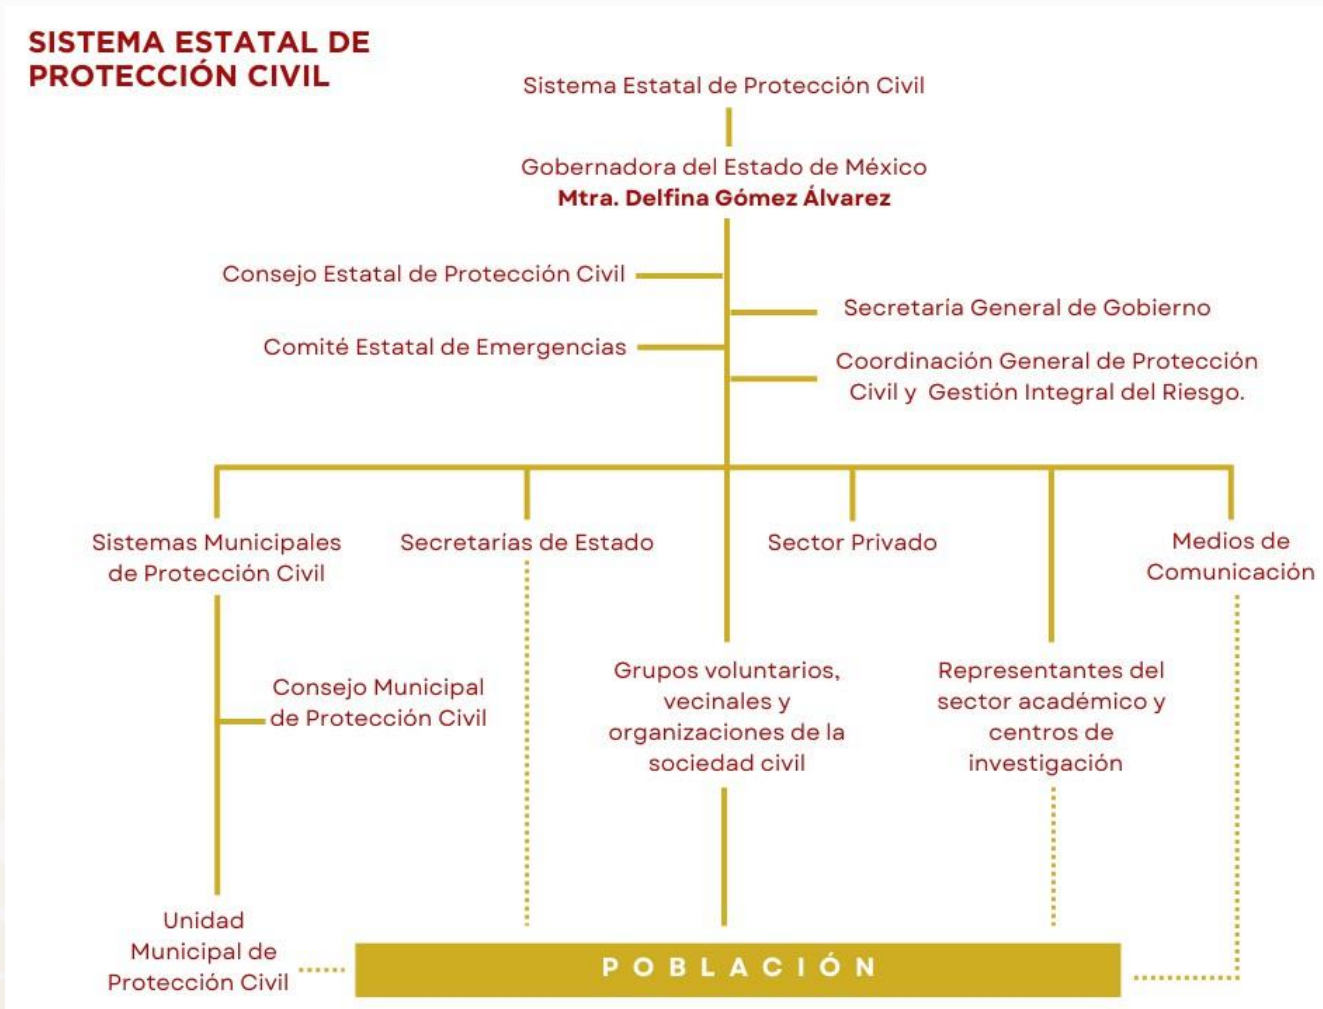 SISTEMA ESTATAL DE
PROTECCIÓN CIVIL
Sistema Estatal de Protección Civil
Gobernadora del Estado de México
Mtra. Delfina Gómez Álvarez
Consejo Estatal de Protección Civil
Secretaría General de Gobierno
Comité Estatal de Emergencias
Coordinación General de Protección
Civil y Gestión Integral del Riesgo.
Sistemas Municipales
de Protección Civil
Secretarías de Estado
Sector Privado
Medios de
Comunicación
Consejo Municipal
de Protección Civil
Grupos voluntarios,
vecinales y
organizaciones de la
sociedad civil
Representantes del
sector académico y
centros de
investigación
Unidad
Municipal de
Protección Civil
POBLACIÓN